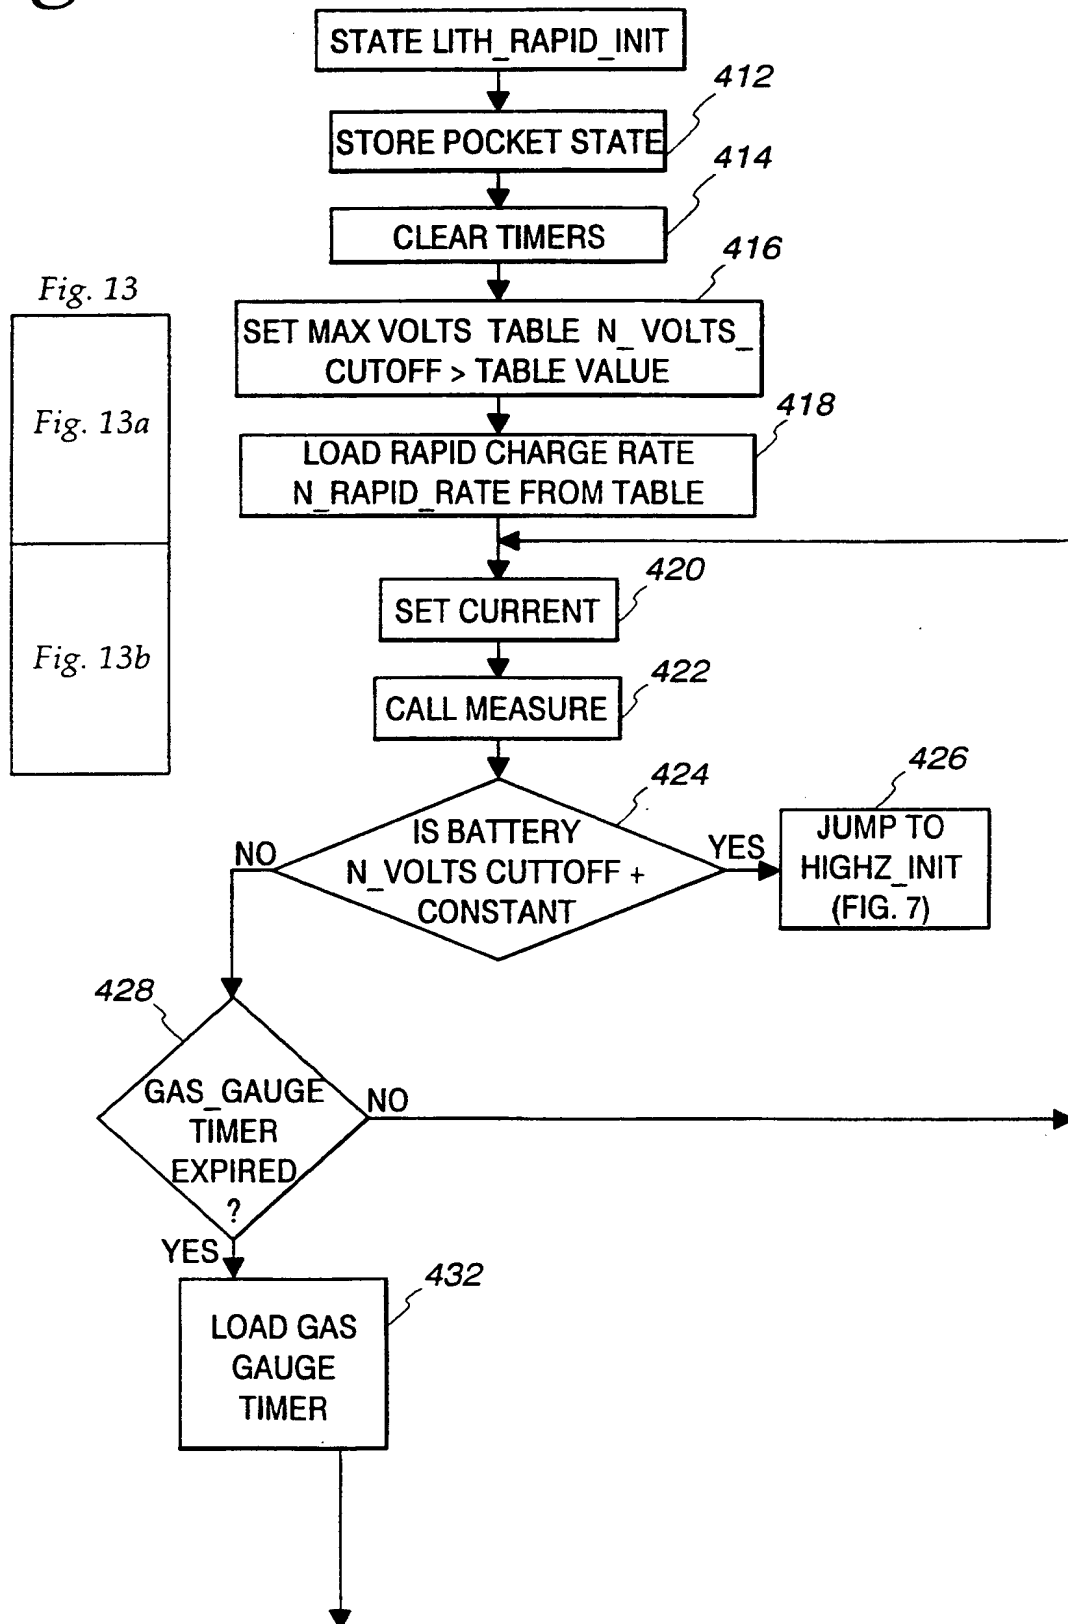 STATE LITH_RAPID_INIT
412
STORE POCKET STATE
414
CLEAR TIMERS
416
SET MAX VOLTS TABLE N_VOLTS_
CUTOFF > TABLE VALUE
Fig. 13
Fig. 13a
Fig. 13b
418
LOAD RAPID CHARGE RATE
N_RAPID_RATE FROM TABLE
420
SET CURRENT
422
CALL MEASURE
424
IS BATTERY
N_VOLTS CUTTOFF +
CONSTANT
NO
YES
426
JUMP TO
HIGHZ_INIT
(FIG. 7)
428
GAS_GAUGE
TIMER
EXPIRED
?
NO
YES
432
LOAD GAS
GAUGE
TIMER